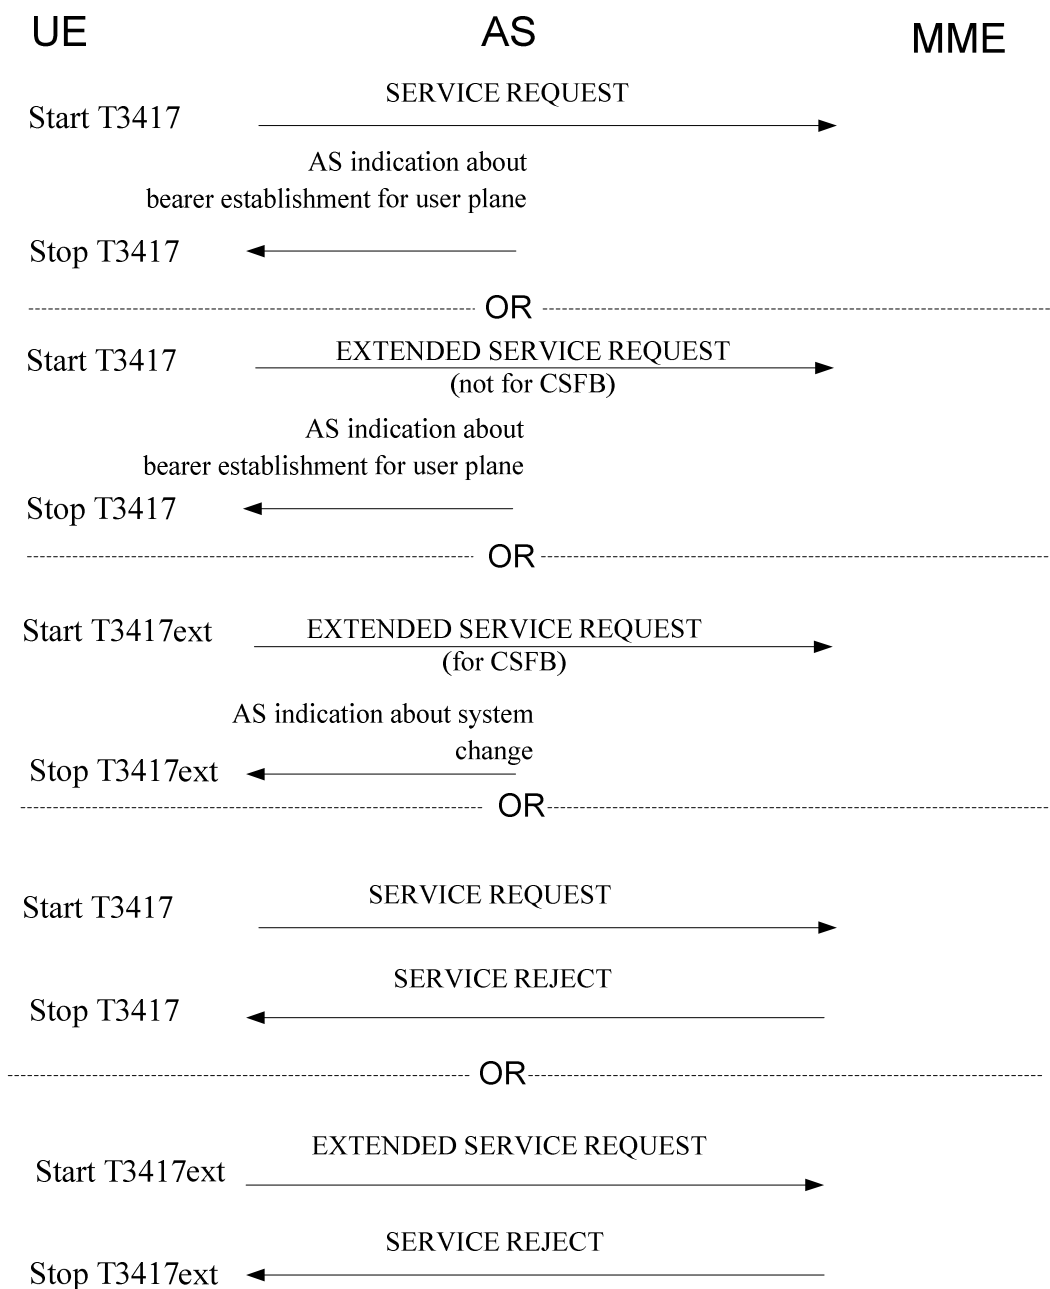 UE AS MME
SERVICE REQUEST
Start T3417
AS indication about
bearer establishment for user plane
Stop T3417
OR
EXTENDED SERVICE REQUEST
Start T3417
(not for CSFB)
AS indication about
bearer establishment for user plane
Stop T3417
OR
Start T3417ext
EXTENDED SERVICE REQUEST
(for CSFB)
AS indication about system
change
Stop T3417ext
OR
SERVICE REQUEST
Start T3417
SERVICE REJECT
Stop T3417
OR
EXTENDED SERVICE REQUEST
Start T3417ext
SERVICE REJECT
Stop T3417ext